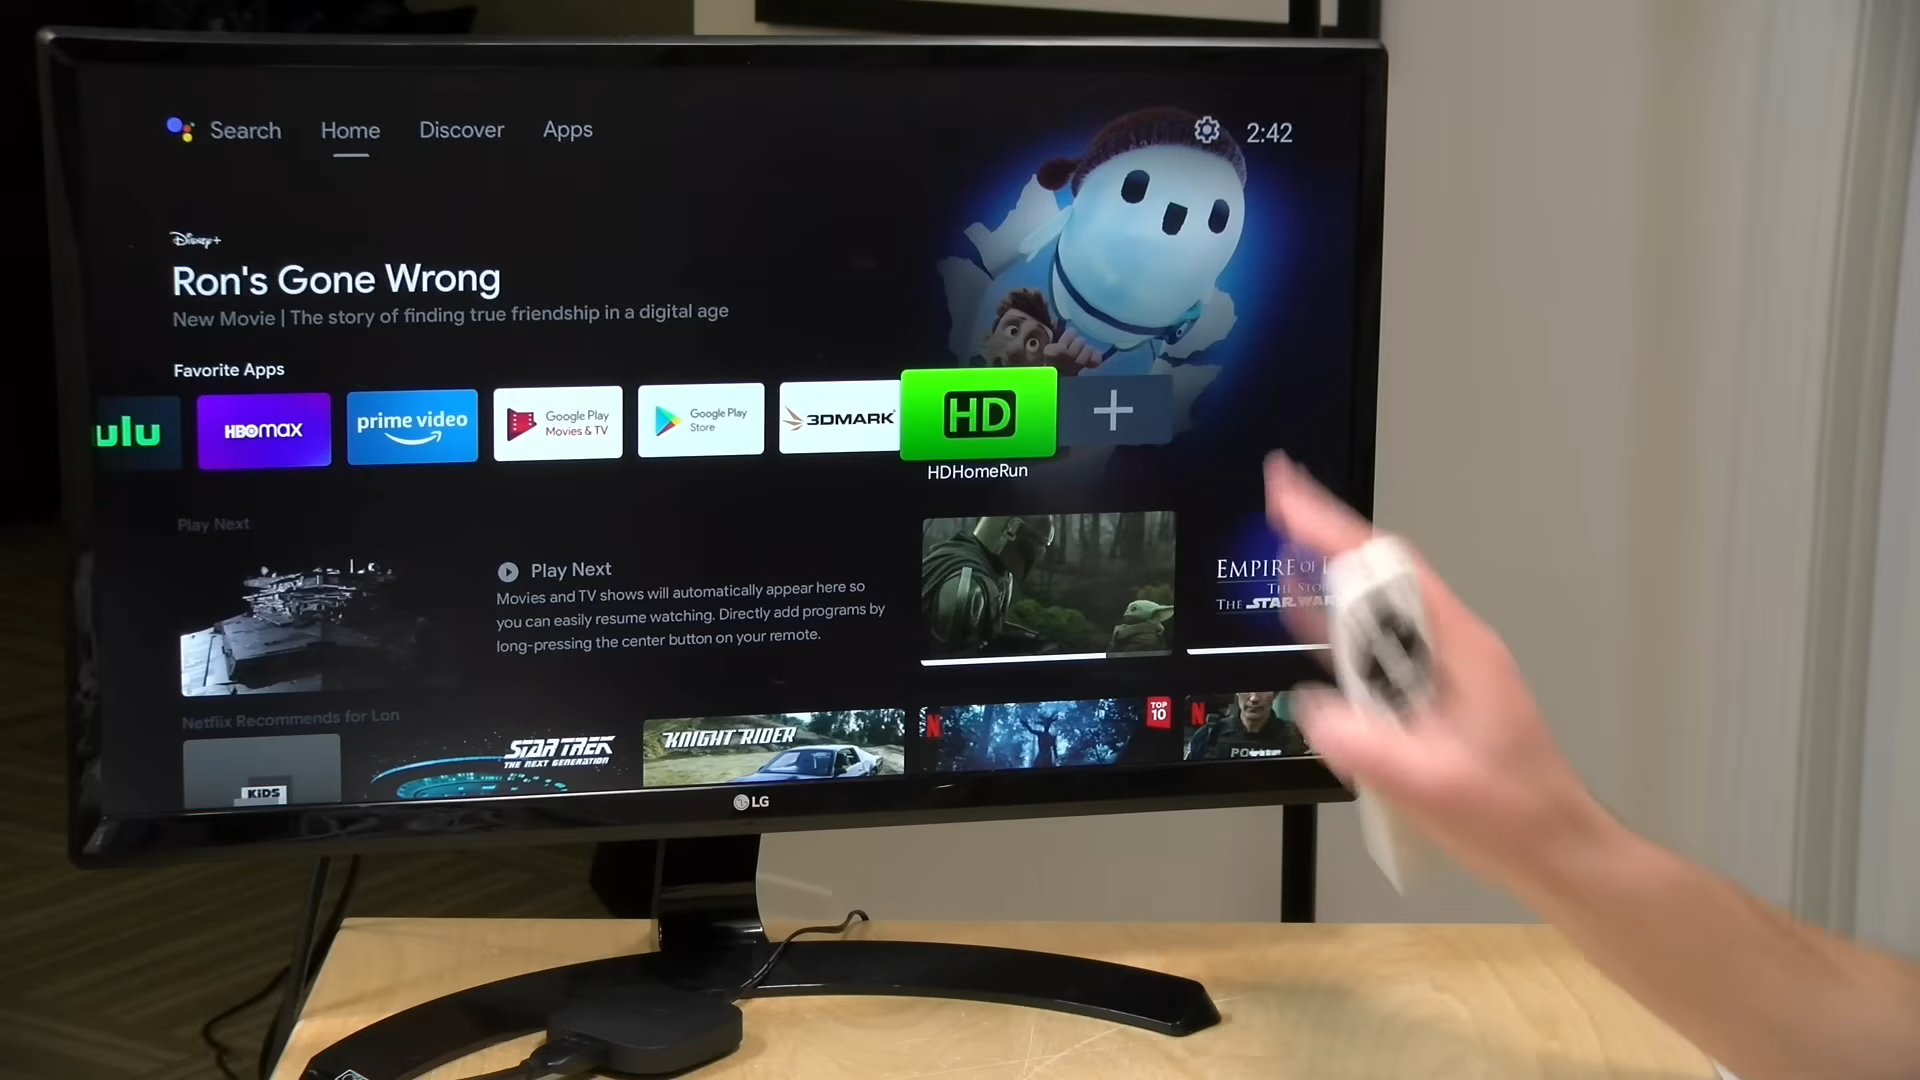 Search Home Discover Apps 2:42
Disney+
Ron's Gone Wrong
New Movie | The story of finding true friendship in a digital age
Favorite Apps
ulu
HBOmax
prime video
Google Play
Movies & TV
Google Play
Store
3DMARK
HD
HDHomeRun
Play Next
Play Next
Movies and TV shows will automatically appear here so
you can easily resume watching. Directly add programs by
long-pressing the center button on your remote.
EMPIRE OF
THE STO
THE STAR WAR
Netflix Recommends for Lon
KiDS
STAR TREK
THE NEXT GENERATION
KNIGHT RIDER
N
TOP
10
N
PO
LG